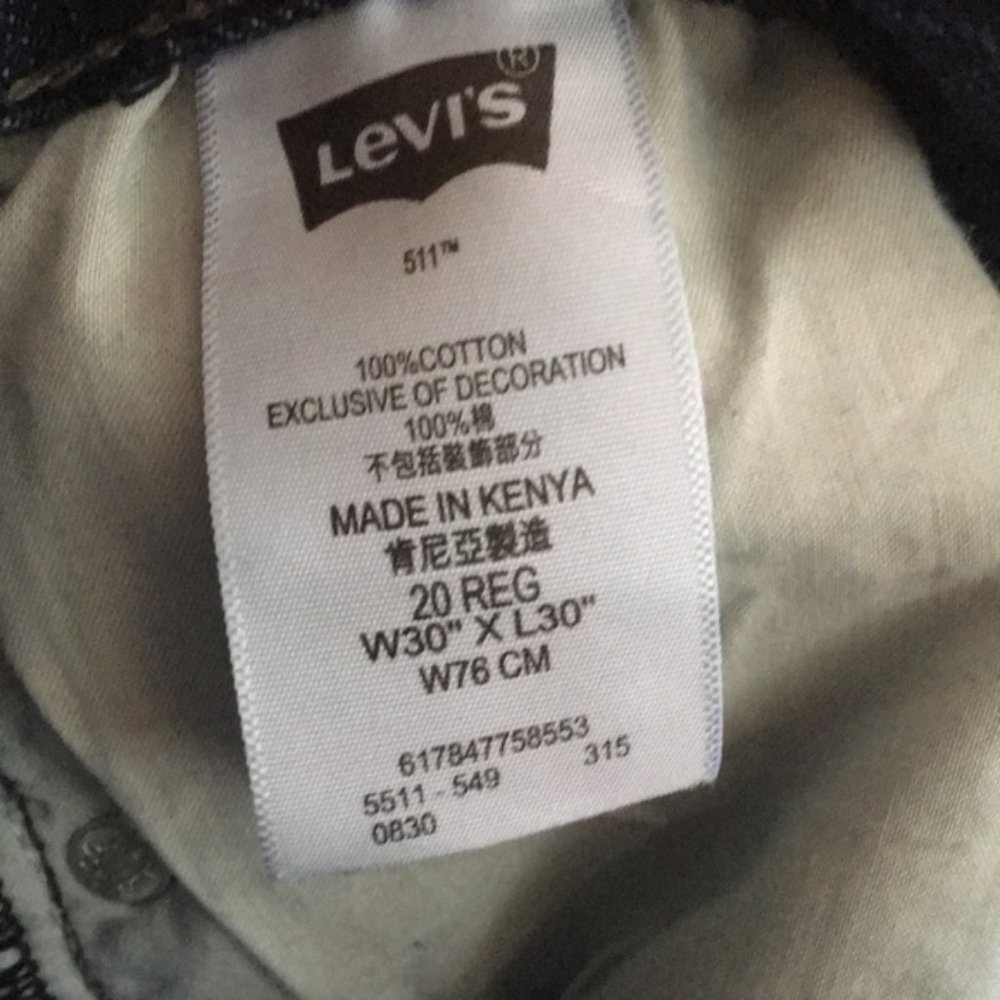 LEVI'S®
511™
100%COTTON
EXCLUSIVE OF DECORATION
100%棉
不包括裝飾部分
MADE IN KENYA
肯尼亞製造
20 REG
W30" X L30"
W76 CM
617847758553
5511 - 549 315
0830